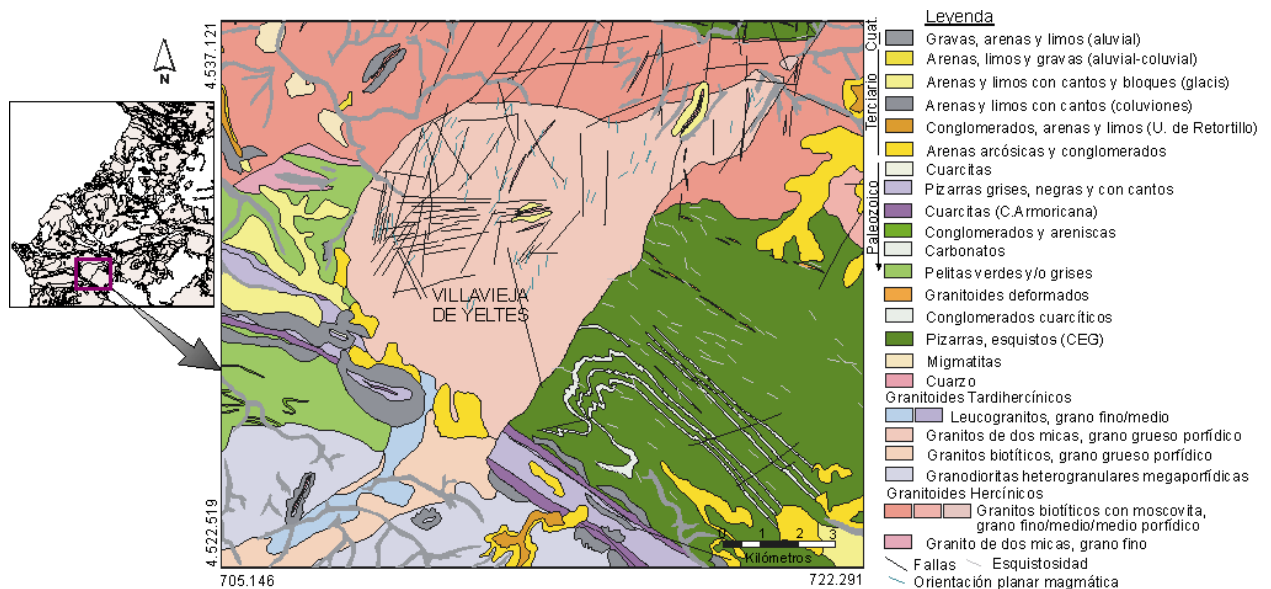 4.537.121
4.522.519
705.146
722.291
N
VILLAVIEJA
DE YELTES
0 1 2 3
Kilómetros
Leyenda
Cuat.
Terciario
Paleozoico
Gravas, arenas y limos (aluvial)
Arenas, limos y gravas (aluvial-coluvial)
Arenas y limos con cantos y bloques (glacis)
Arenas y limos con cantos (coluviones)
Conglomerados, arenas y limos (U. de Retortillo)
Arenas arcósicas y conglomerados
Cuarcitas
Pizarras grises, negras y con cantos
Cuarcitas (C.Armoricana)
Conglomerados y areniscas
Carbonatos
Pelitas verdes y/o grises
Granitoides deformados
Conglomerados cuarcíticos
Pizarras, esquistos (CEG)
Migmatitas
Cuarzo
Granitoides Tardihercínicos
Leucogranitos, grano fino/medio
Granitos de dos micas, grano grueso porfídico
Granitos biotíticos, grano grueso porfídico
Granodioritas heterogranulares megaporfídicas
Granitoides Hercínicos
Granitos biotíticos con moscovita,
grano fino/medio/medio porfídico
Granito de dos micas, grano fino
Fallas Esquistosidad
Orientación planar magmática